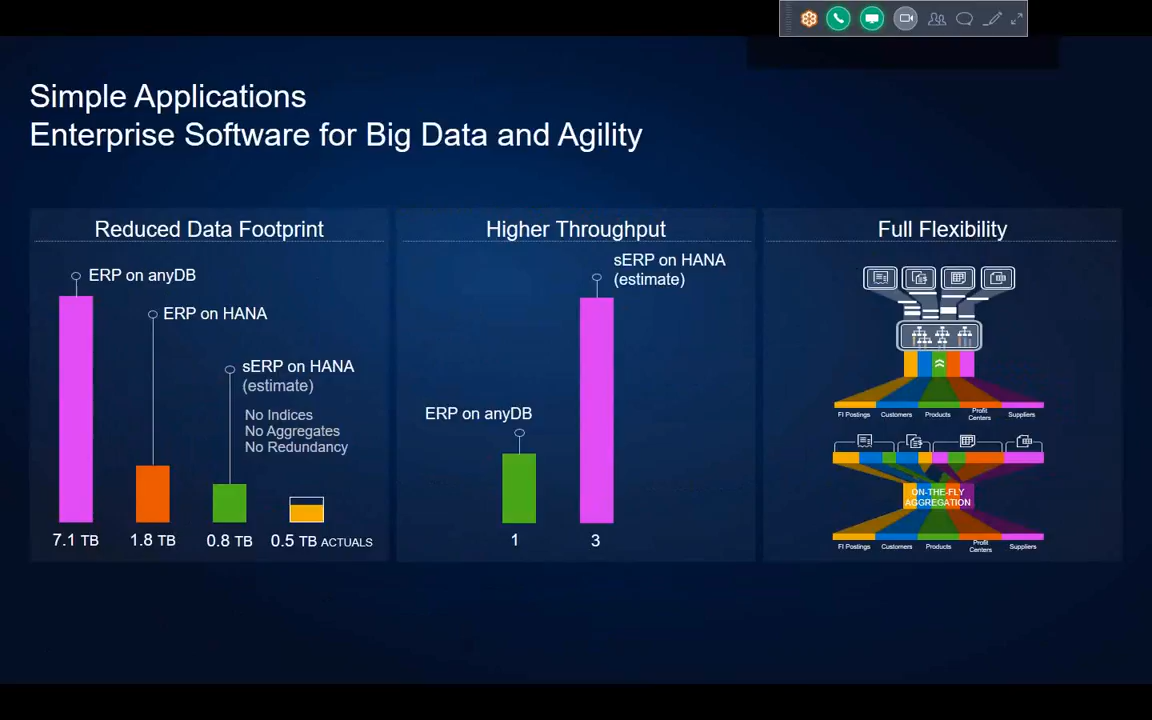 Simple Applications
Enterprise Software for Big Data and Agility
Reduced Data Footprint
ERP on anyDB
ERP on HANA
sERP on HANA
(estimate)
No Indices
No Aggregates
No Redundancy
7.1 TB
1.8 TB
0.8 TB
0.5 TB ACTUALS
Higher Throughput
sERP on HANA
(estimate)
ERP on anyDB
1
3
Full Flexibility
FI Postings
Customers
Products
Profit
Centers
Suppliers
ON-THE-FLY
AGGREGATION
FI Postings
Customers
Products
Profit
Centers
Suppliers